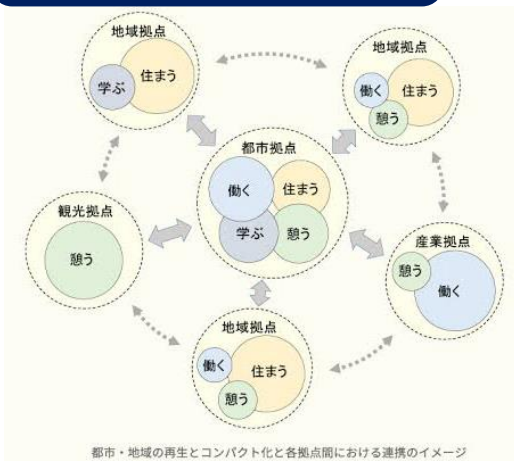 地域拠点
学ぶ
住まう
地域拠点
働く
住まう
憩う
都市拠点
働く
住まう
学ぶ
憩う
観光拠点
憩う
産業拠点
憩う
働く
地域拠点
働く
住まう
憩う
都市・地域の再生とコンパクト化と各拠点間における連携のイメージ